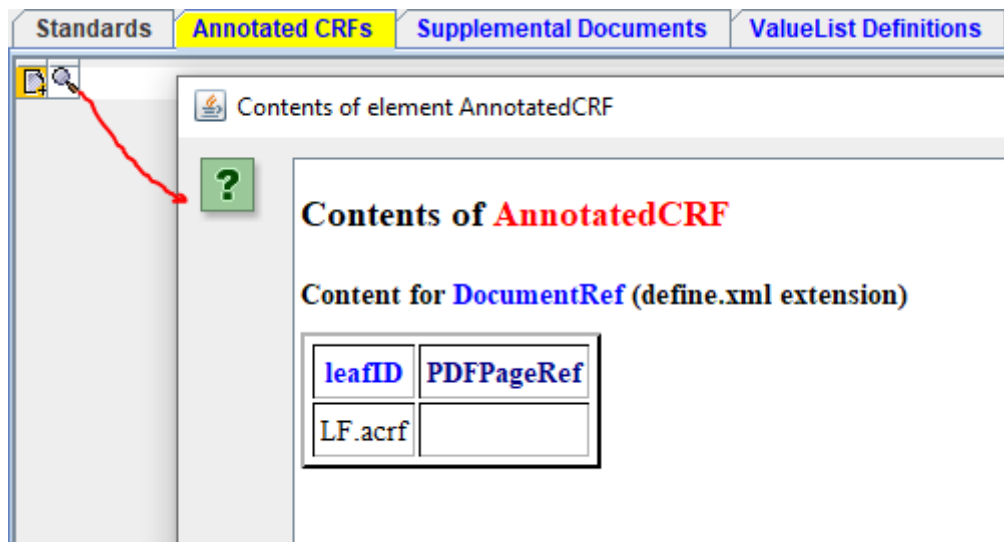 Standards Annotated CRFs Supplemental Documents ValueList Definitions
Contents of element AnnotatedCRF
?
Contents of AnnotatedCRF
Content for DocumentRef (define.xml extension)
leafID PDFPageRef
LF.acrf